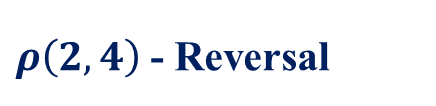 ρ(2, 4) - Reversal